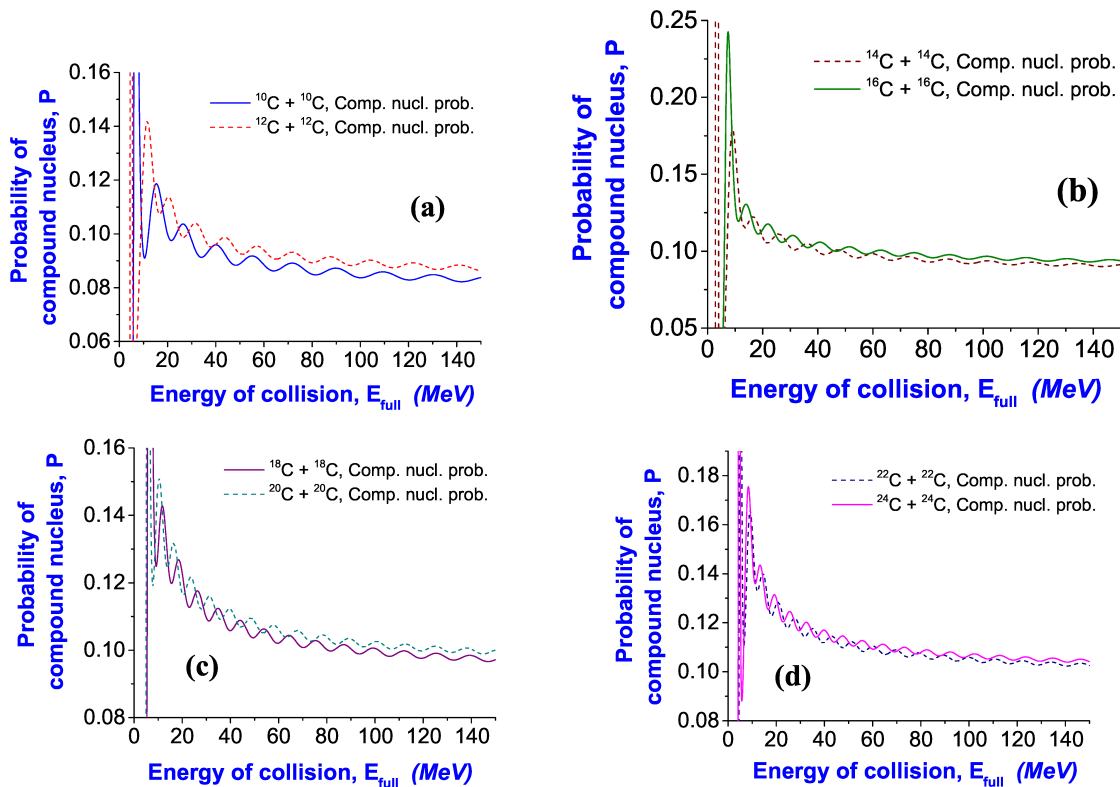 0.16
0.14
0.12
0.10
0.08
0.06
0 20 40 60 80 100 120 140
Probability of
compound nucleus, P
¹⁰C + ¹⁰C, Comp. nucl. prob.
¹²C + ¹²C, Comp. nucl. prob.
(a)
Energy of collision, E_full (MeV)
0.25
0.20
0.15
0.10
0.05
0 20 40 60 80 100 120 140
Probability of
compound nucleus, P
¹⁴C + ¹⁴C, Comp. nucl. prob.
¹⁶C + ¹⁶C, Comp. nucl. prob.
(b)
Energy of collision, E_full (MeV)
0.16
0.14
0.12
0.10
0.08
0 20 40 60 80 100 120 140
Probability of
compound nucleus, P
¹⁸C + ¹⁸C, Comp. nucl. prob.
²⁰C + ²⁰C, Comp. nucl. prob.
(c)
Energy of collision, E_full (MeV)
0.18
0.16
0.14
0.12
0.10
0.08
0 20 40 60 80 100 120 140
Probability of
compound nucleus, P
²²C + ²²C, Comp. nucl. prob.
²⁴C + ²⁴C, Comp. nucl. prob.
(d)
Energy of collision, E_full (MeV)